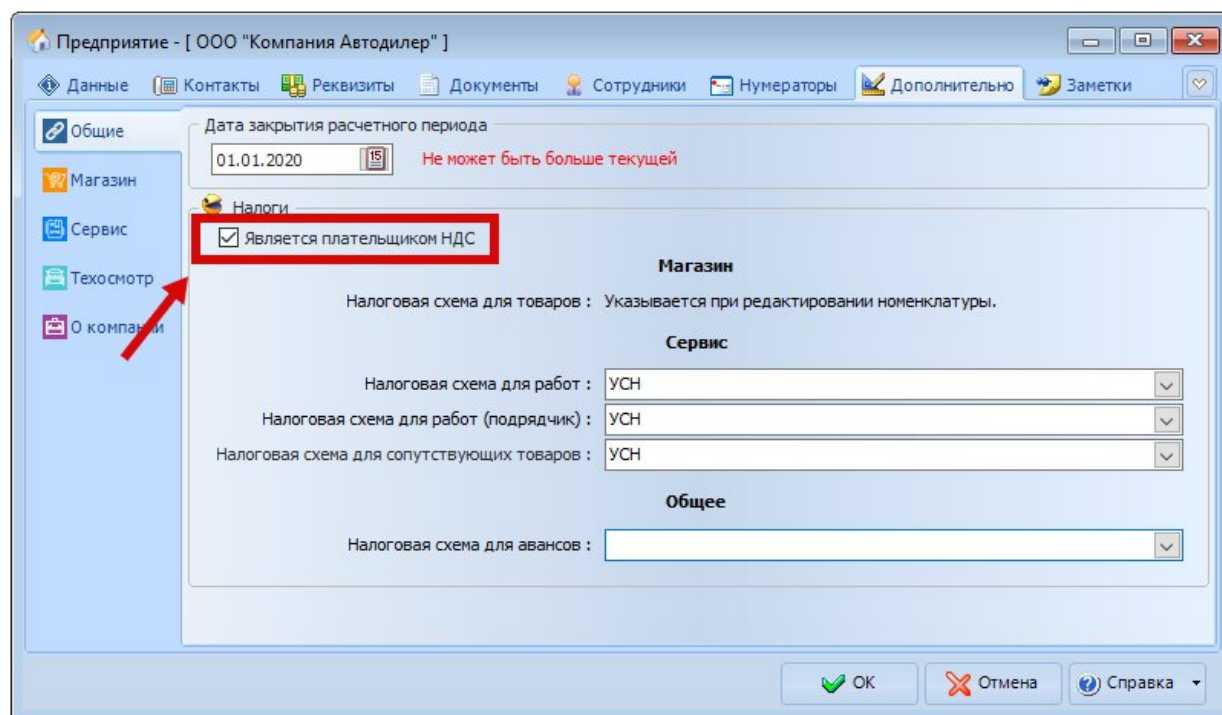 Предприятие - [ ООО "Компания Автодилер" ]
Данные Контакты Реквизиты Документы Сотрудники Нумераторы Дополнительно Заметки
Общие
Магазин
Сервис
Техосмотр
О компании
Дата закрытия расчетного периода
01.01.2020 15 Не может быть больше текущей
Налоги
Является плательщиком НДС
Магазин
Налоговая схема для товаров : Указывается при редактировании номенклатуры.
Сервис
Налоговая схема для работ : УСН
Налоговая схема для работ (подрядчик) : УСН
Налоговая схема для сопутствующих товаров : УСН
Общее
Налоговая схема для авансов :
ОК Отмена Справка